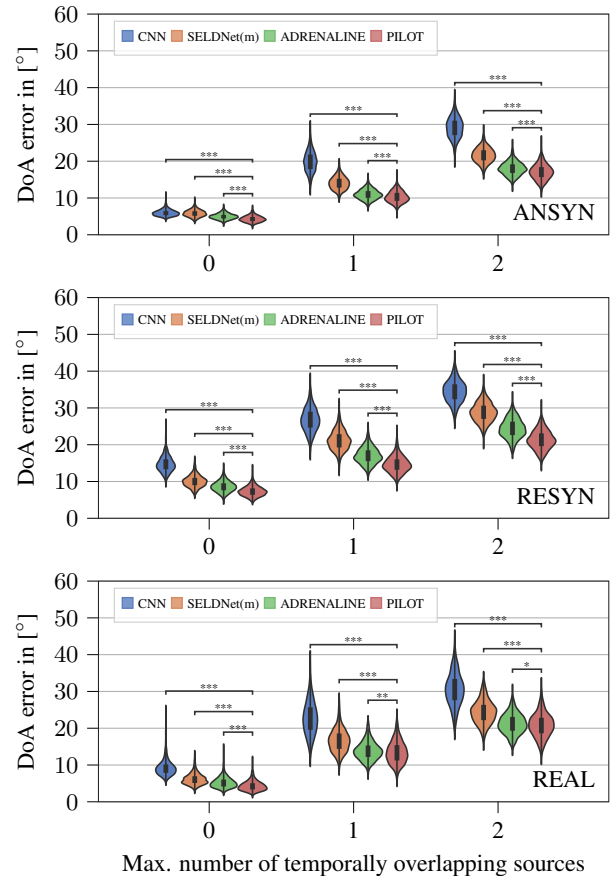 60
50
40
30
20
10
0
DoA error in [°]
CNN SELDNet(m) ADRENALINE PILOT
*** *** ***
*** *** ***
*** *** ***
ANSYN
0 1 2
60
50
40
30
20
10
0
DoA error in [°]
CNN SELDNet(m) ADRENALINE PILOT
*** *** ***
*** *** ***
*** *** ***
RESYN
0 1 2
60
50
40
30
20
10
0
DoA error in [°]
CNN SELDNet(m) ADRENALINE PILOT
*** *** ***
*** *** ***
*** ** *
REAL
0 1 2
Max. number of temporally overlapping sources